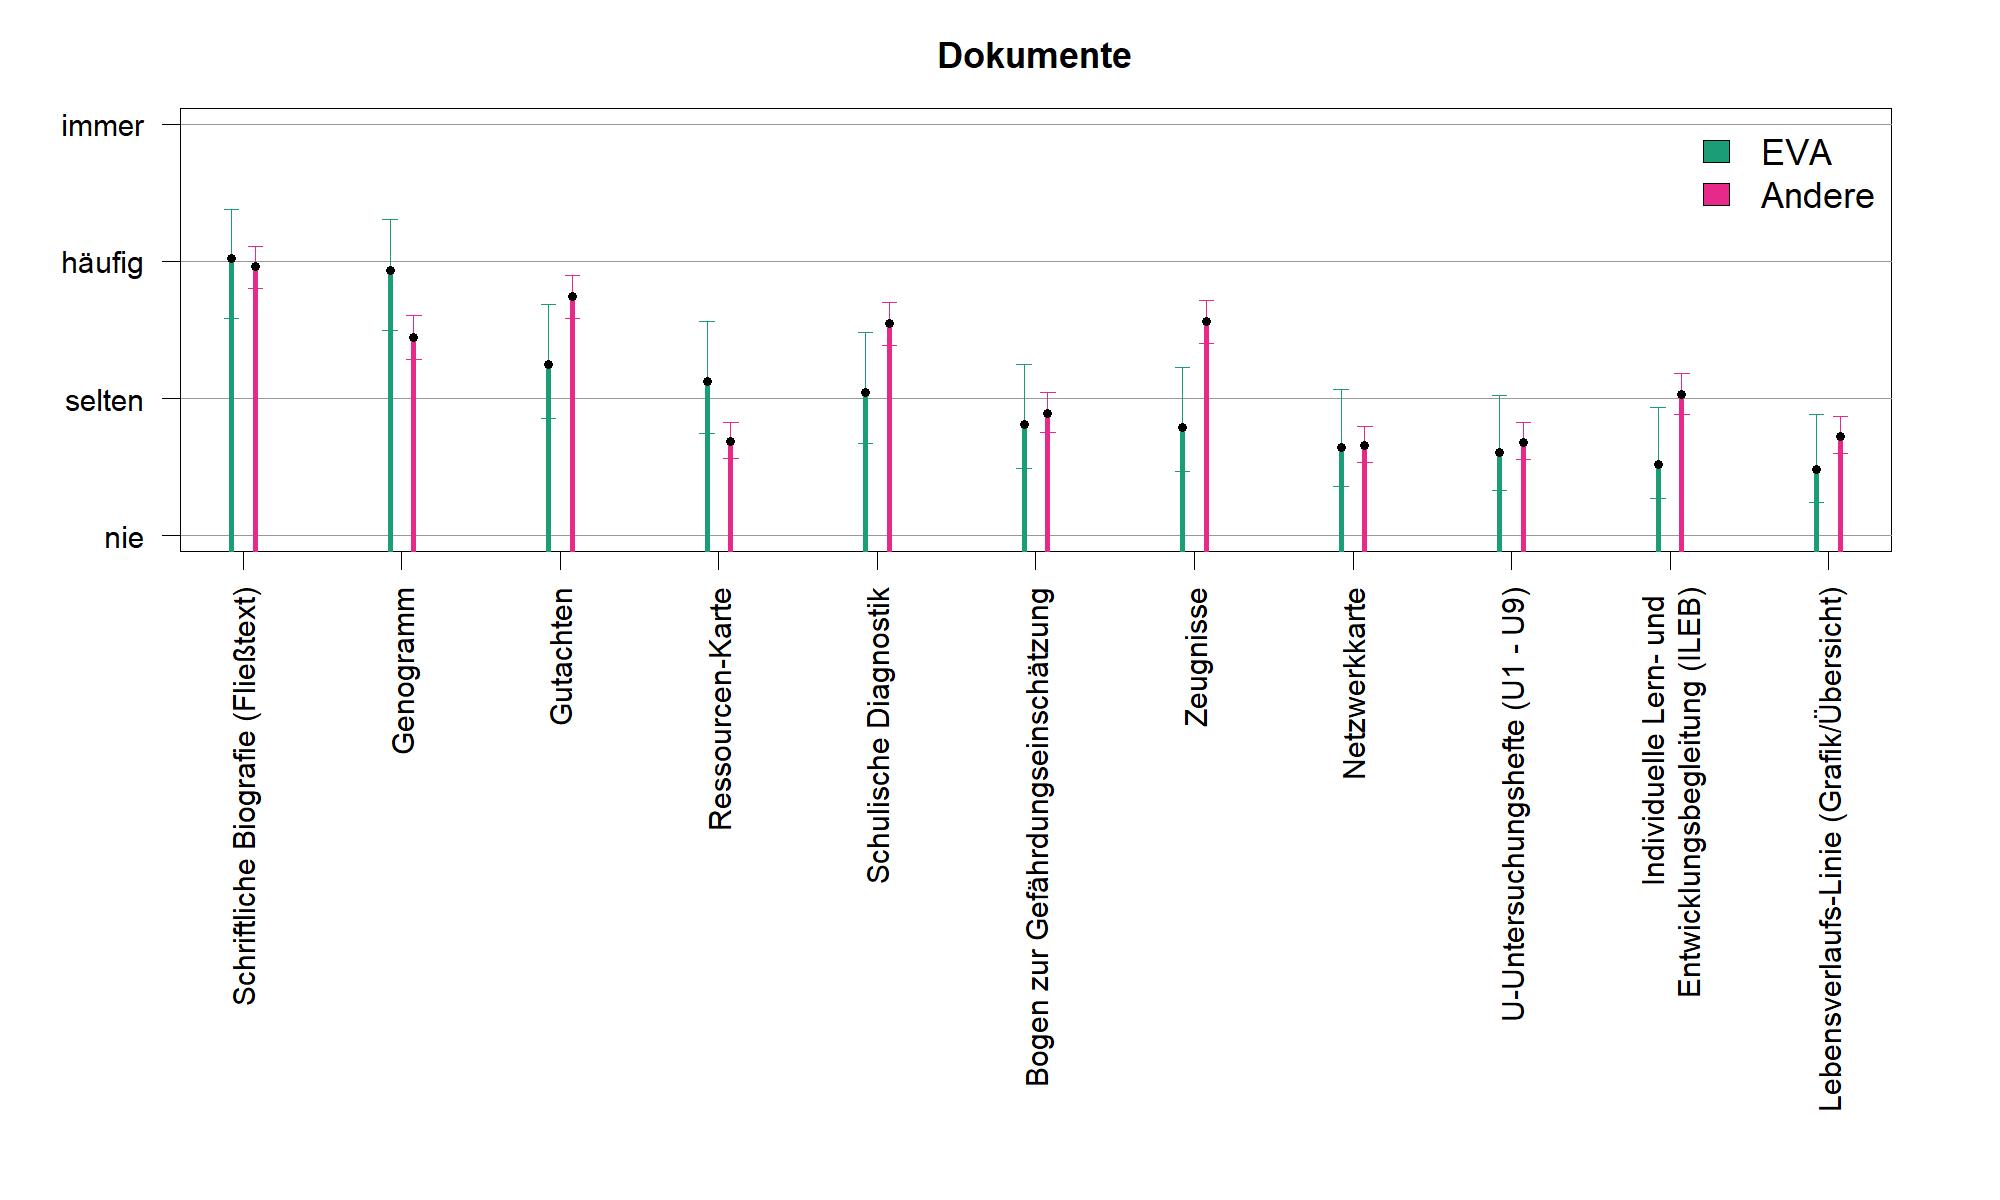 Dokumente
immer
häufig
selten
nie
EVA
Andere
Schriftliche Biografie (Fließtext)
Genogramm
Gutachten
Ressourcen-Karte
Schulische Diagnostik
Bogen zur Gefährdungseinschätzung
Zeugnisse
Netzwerkkarte
U-Untersuchungshefte (U1 - U9)
Individuelle Lern- und
Entwicklungsbegleitung (ILEB)
Lebensverlaufs-Linie (Grafik/Übersicht)